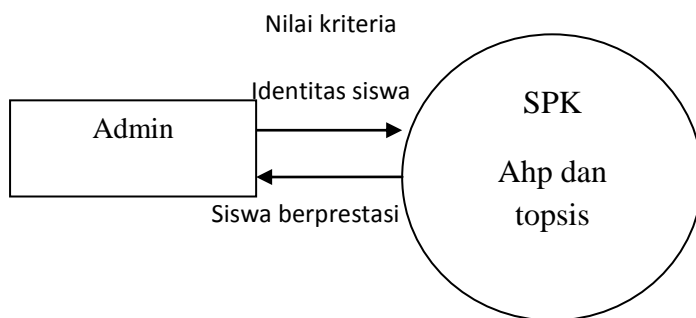 Nilai kriteria
Identitas siswa
Admin
Siswa berprestasi
SPK
Ahp dan
topsis